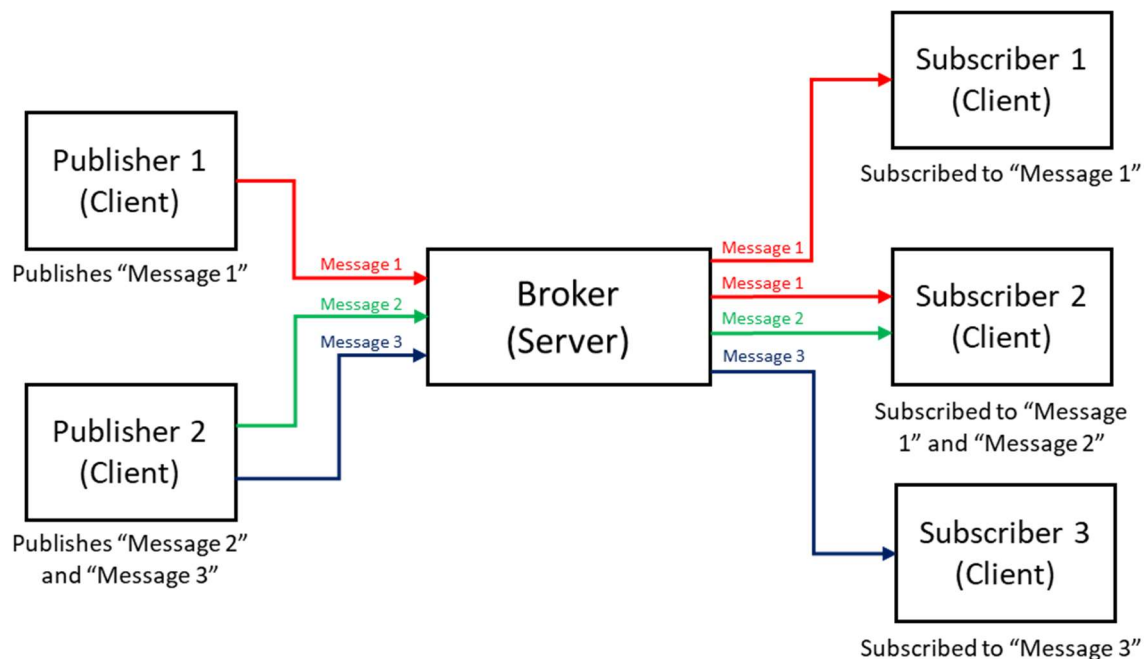 Publisher 1
(Client)
Publishes “Message 1”
Publisher 2
(Client)
Publishes “Message 2”
and “Message 3”
Message 1
Message 2
Message 3
Broker
(Server)
Message 1
Message 1
Message 2
Message 3
Subscriber 1
(Client)
Subscribed to “Message 1”
Subscriber 2
(Client)
Subscribed to “Message
1” and “Message 2”
Subscriber 3
(Client)
Subscribed to “Message 3”